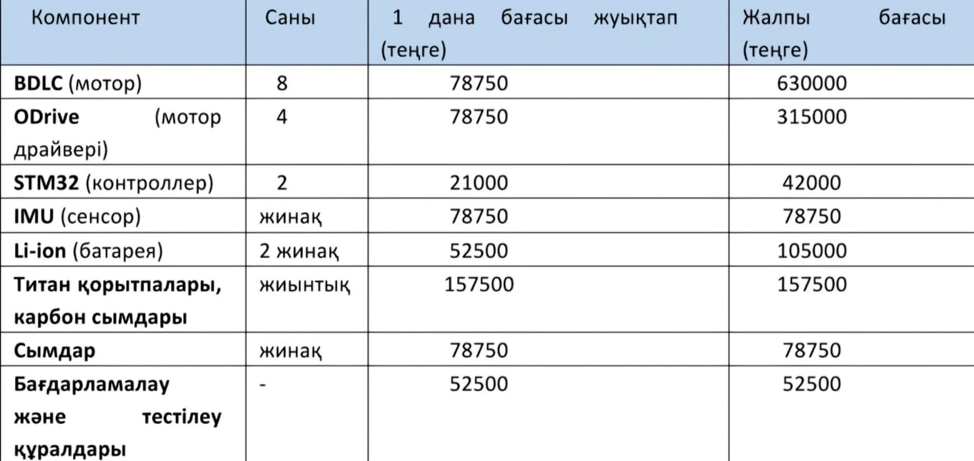 Компонент Саны 1 дана бағасы жуықтап Жалпы бағасы
(теңге) (теңге)
BDLC (мотор) 8 78750 630000
ODrive (мотор 4 78750 315000
драйвері)
STM32 (контроллер) 2 21000 42000
IMU (сенсор) жинақ 78750 78750
Li-ion (батарея) 2 жинақ 52500 105000
Титан қорытпалары, жиынтық 157500 157500
карбон сымдары
Сымдар жинақ 78750 78750
Бағдарламалау - 52500 52500
және тестілеу
құралдары